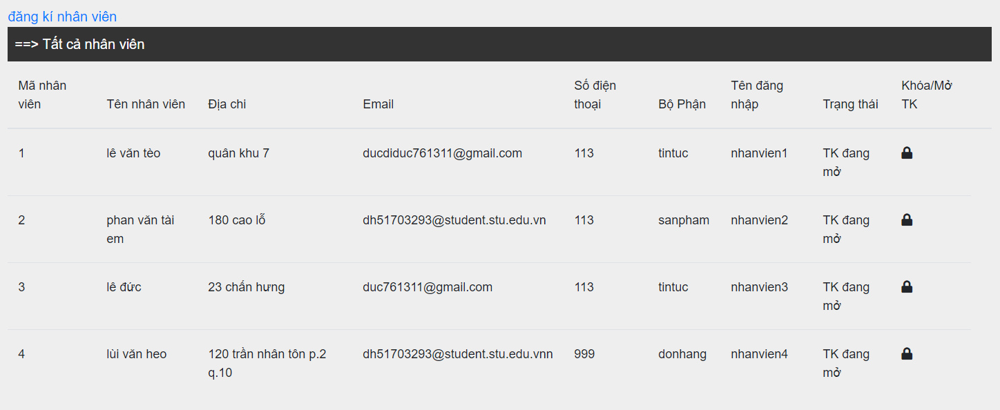 đăng kí nhân viên
==> Tất cả nhân viên
Mã nhân viên Tên nhân viên Địa chi Email Số điện thoại Bộ Phận Tên đăng nhập Trạng thái Khóa/Mở TK
1 lê văn tèo quân khu 7 ducdiduc761311@gmail.com 113 tintuc nhanvien1 TK đang mở
2 phan văn tài em 180 cao lỗ dh51703293@student.stu.edu.vn 113 sanpham nhanvien2 TK đang mở
3 lê đức 23 chấn hưng duc761311@gmail.com 113 tintuc nhanvien3 TK đang mở
4 lùi văn heo 120 trần nhân tôn p.2 q.10 dh51703293@student.stu.edu.vnn 999 donhang nhanvien4 TK đang mở